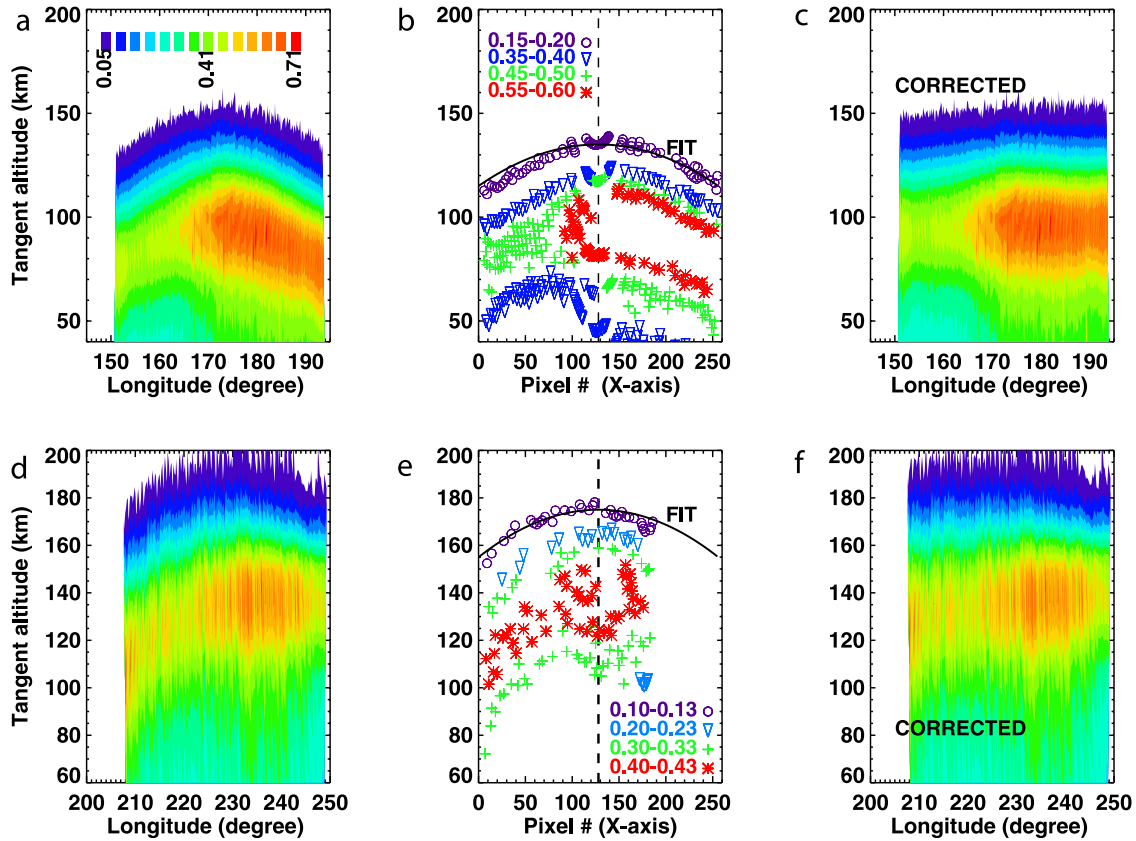 a
b
c
200
150
100
50
Tangent altitude (km)
0.05
0.41
0.71
150 160 170 180 190
Longitude (degree)
200
150
100
50
0.15-0.20
0.35-0.40
0.45-0.50
0.55-0.60
FIT
0 50 100 150 200 250
Pixel # (X-axis)
200
150
100
50
CORRECTED
150 160 170 180 190
Longitude (degree)
d
e
f
200
180
160
140
120
100
80
60
Tangent altitude (km)
200 210 220 230 240 250
Longitude (degree)
200
180
160
140
120
100
80
60
FIT
0.10-0.13
0.20-0.23
0.30-0.33
0.40-0.43
0 50 100 150 200 250
Pixel # (X-axis)
200
180
160
140
120
100
80
60
CORRECTED
200 210 220 230 240 250
Longitude (degree)